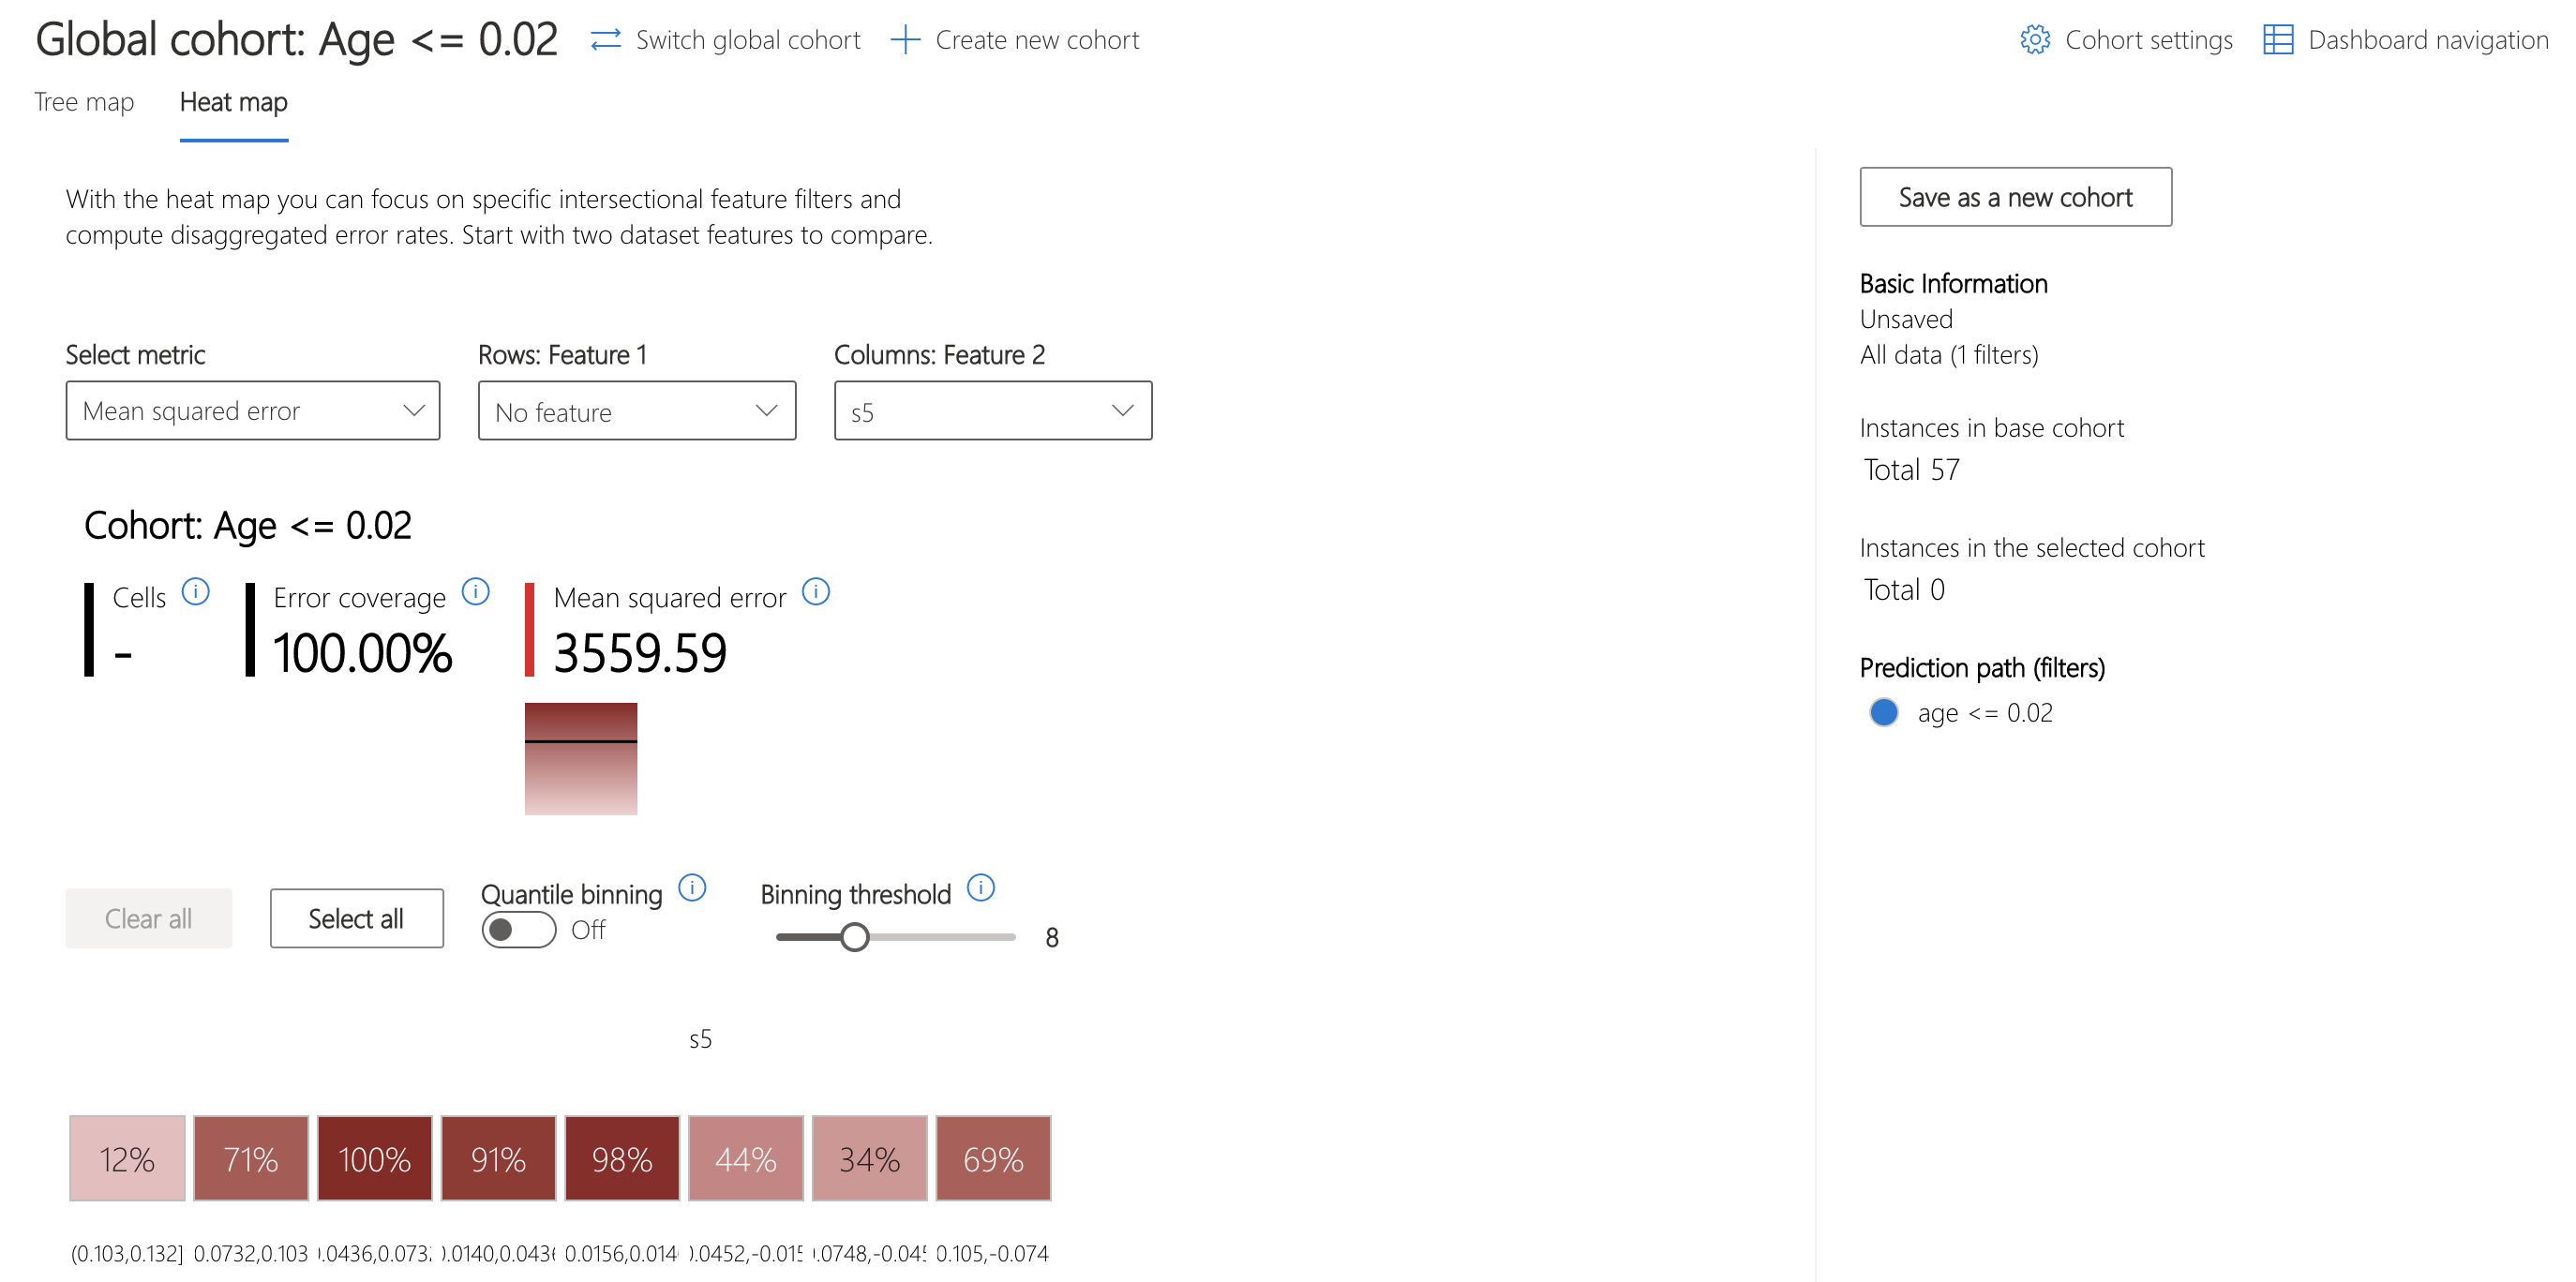 Global cohort: Age <= 0.02 Switch global cohort Create new cohort Cohort settings Dashboard navigation
Tree map Heat map
With the heat map you can focus on specific intersectional feature filters and
compute disaggregated error rates. Start with two dataset features to compare.
Select metric Rows: Feature 1 Columns: Feature 2
Mean squared error No feature s5
Cohort: Age <= 0.02
Cells Error coverage Mean squared error
- 100.00% 3559.59
Clear all Select all Quantile binning Off Binning threshold 8
s5
12% 71% 100% 91% 98% 44% 34% 69%
(0.103,0.132] 0.0732,0.103 .0436,0.073 .0140,0.043 0.0156,0.014 .0452,-0.015 .0748,-0.045 0.105,-0.074
Save as a new cohort
Basic Information
Unsaved
All data (1 filters)
Instances in base cohort
Total 57
Instances in the selected cohort
Total 0
Prediction path (filters)
age <= 0.02